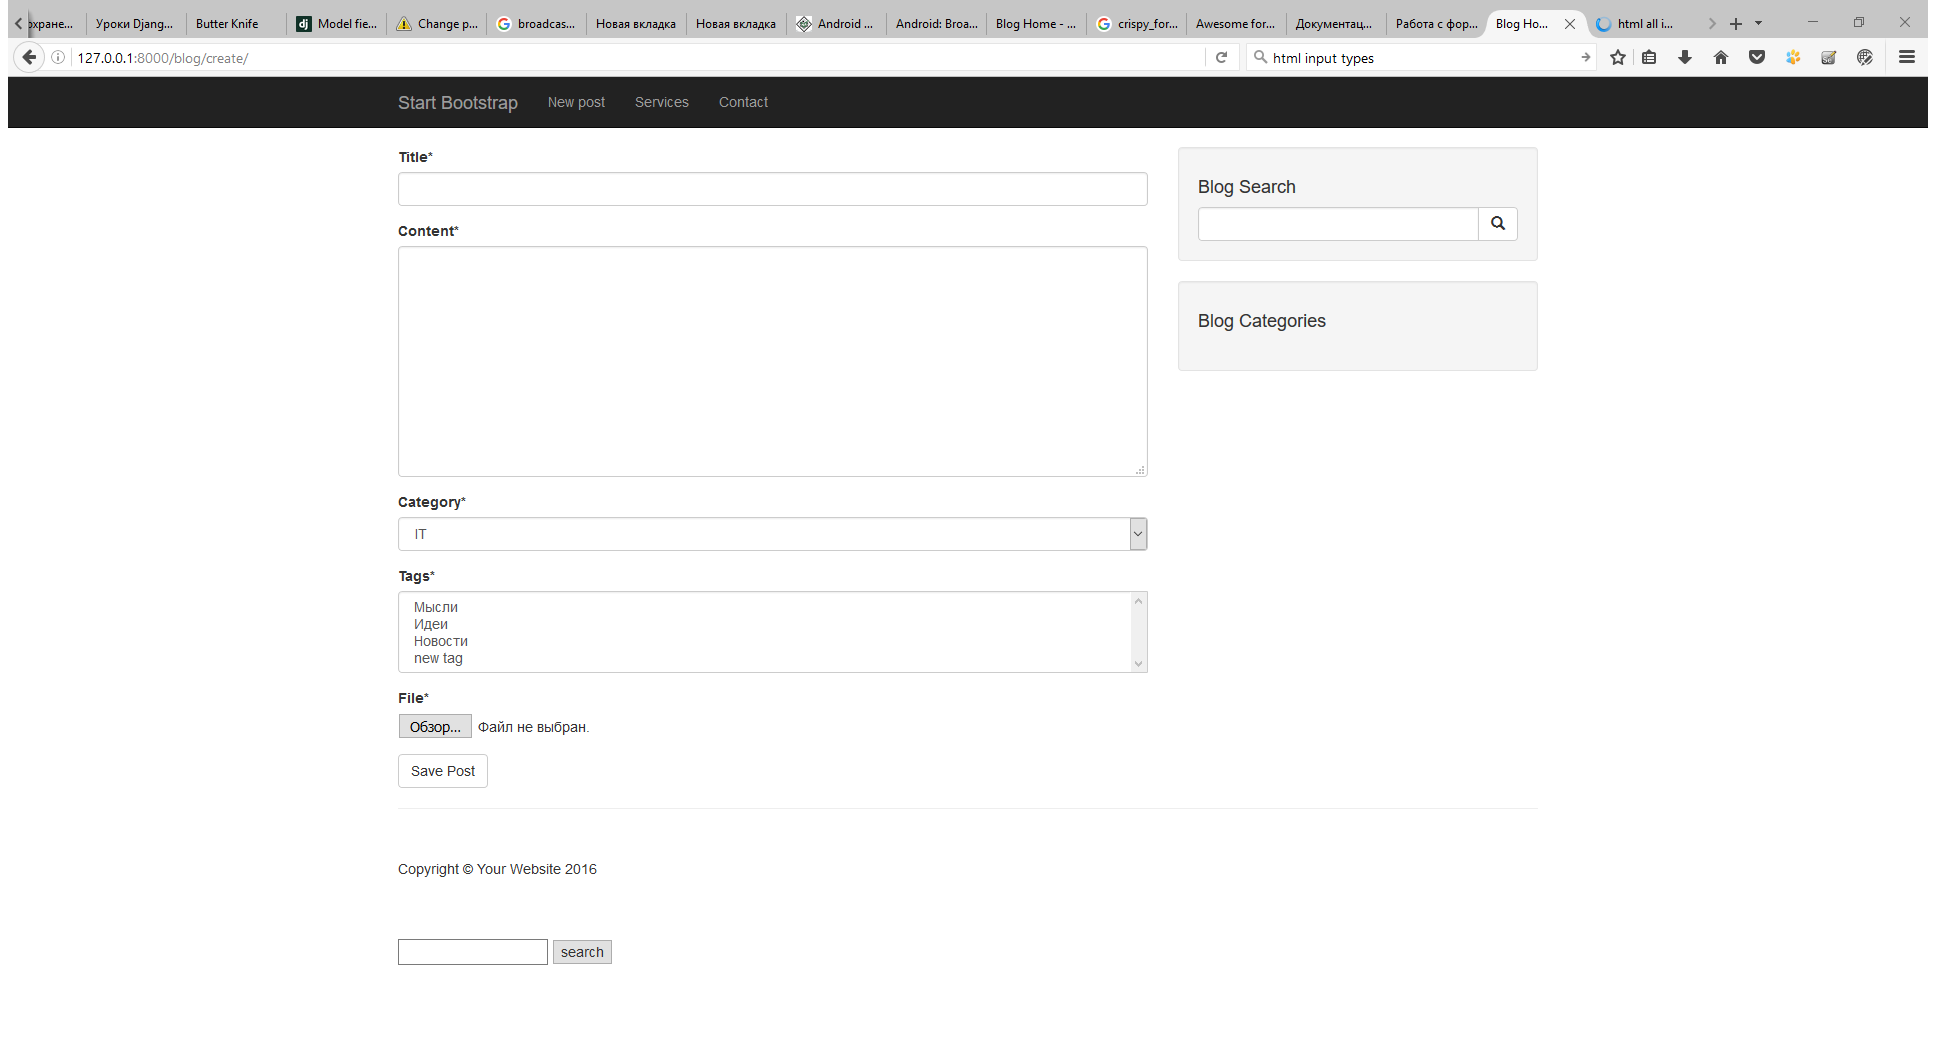 охране... Уроки Djang... Butter Knife Model fie... Change p... broadcas... Новая вкладка Новая вкладка Android ... Android: Broa... Blog Home - ... crispy_for... Awesome for... Документац... Работа с фор... Blog Ho... html all i...
127.0.0.1:8000/blog/create/ html input types
Start Bootstrap New post Services Contact
Title*
Blog Search
Content*
Blog Categories
Category*
IT
Tags*
Мысли
Идеи
Новости
new tag
File*
Обзор... Файл не выбран.
Save Post
Copyright © Your Website 2016
search